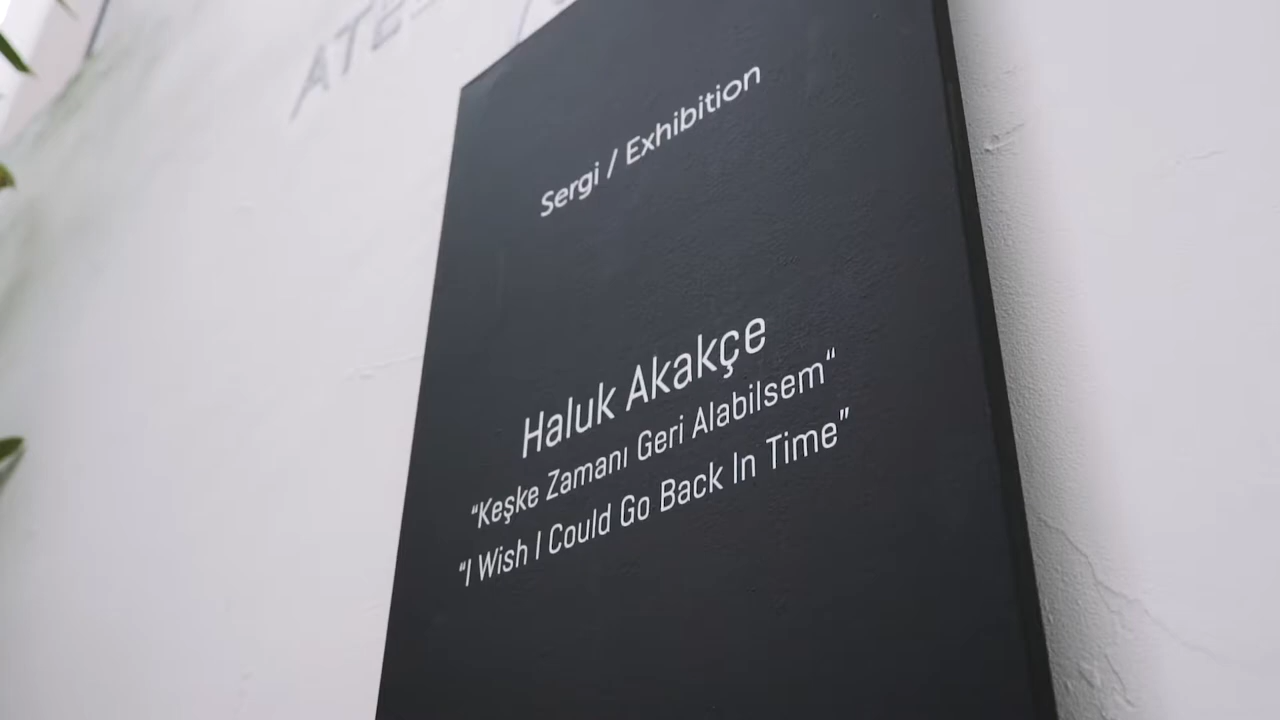 Sergi / Exhibition
Haluk Akakçe
“Keşke Zamanı Geri Alabilsem“
“I Wish I Could Go Back In Time”